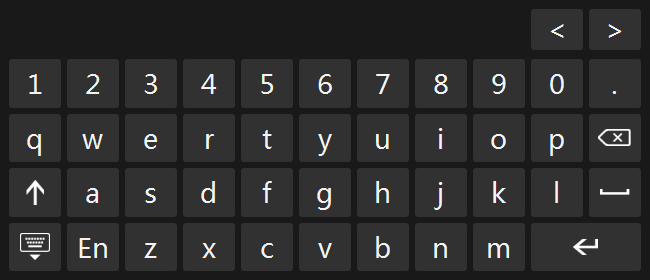 < >
1 2 3 4 5 6 7 8 9 0 .
q w e r t y u i o p
a s d f g h j k l
En z x c v b n m